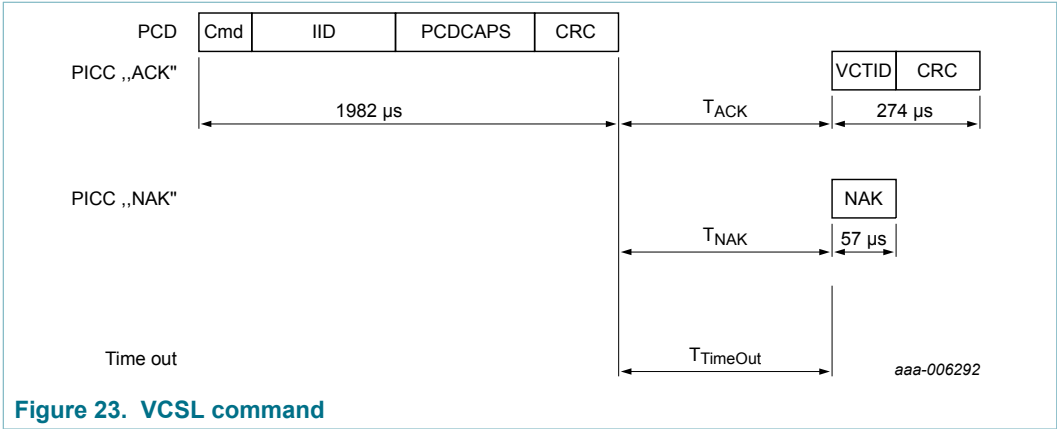 PCD Cmd IID PCDCAPS CRC
PICC ,,ACK" VCTID CRC
1982 µs TACK 274 µs
PICC ,,NAK" NAK
TNAK 57 µs
Time out TTimeOut aaa-006292
Figure 23. VCSL command